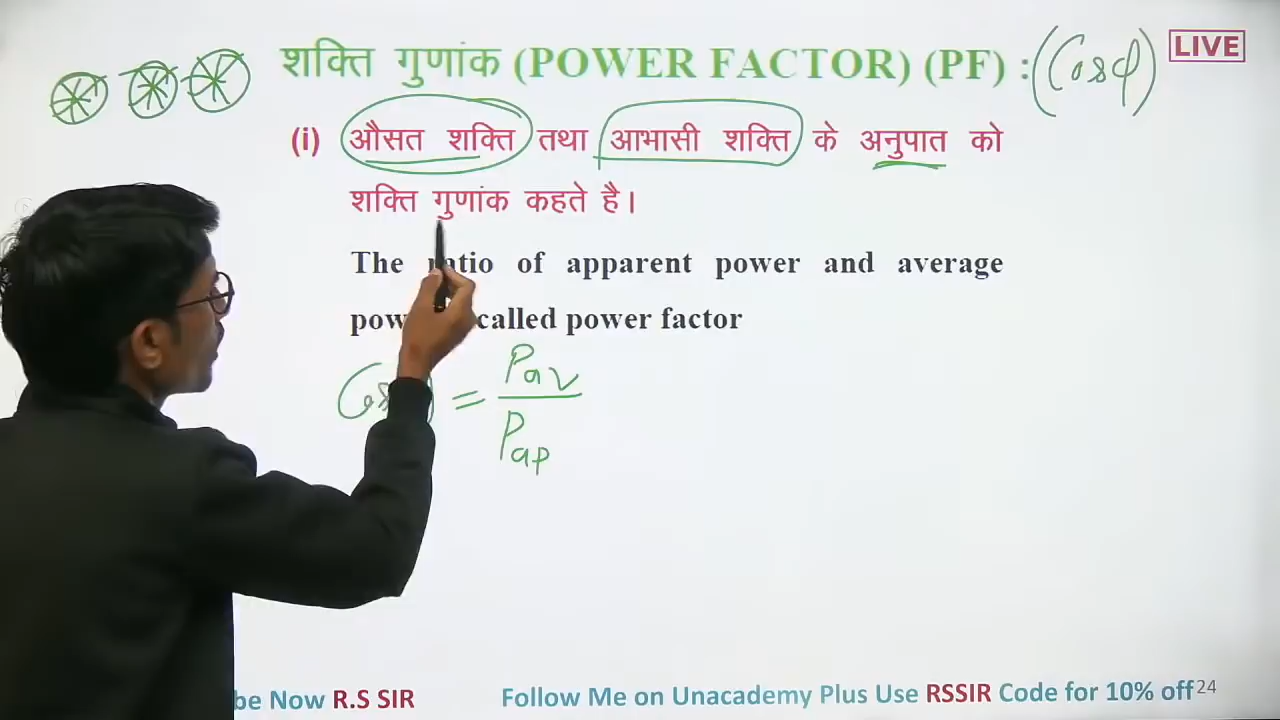 शक्ति गुणांक (POWER FACTOR) (PF) : (Cosφ)
LIVE
(i) औसत शक्ति तथा आभासी शक्ति के अनुपात को
शक्ति गुणांक कहते है।
The ratio of apparent power and average
called power factor
= Pav
Pap
be Now R.S SIR
Follow Me on Unacademy Plus Use RSSIR Code for 10% off 24